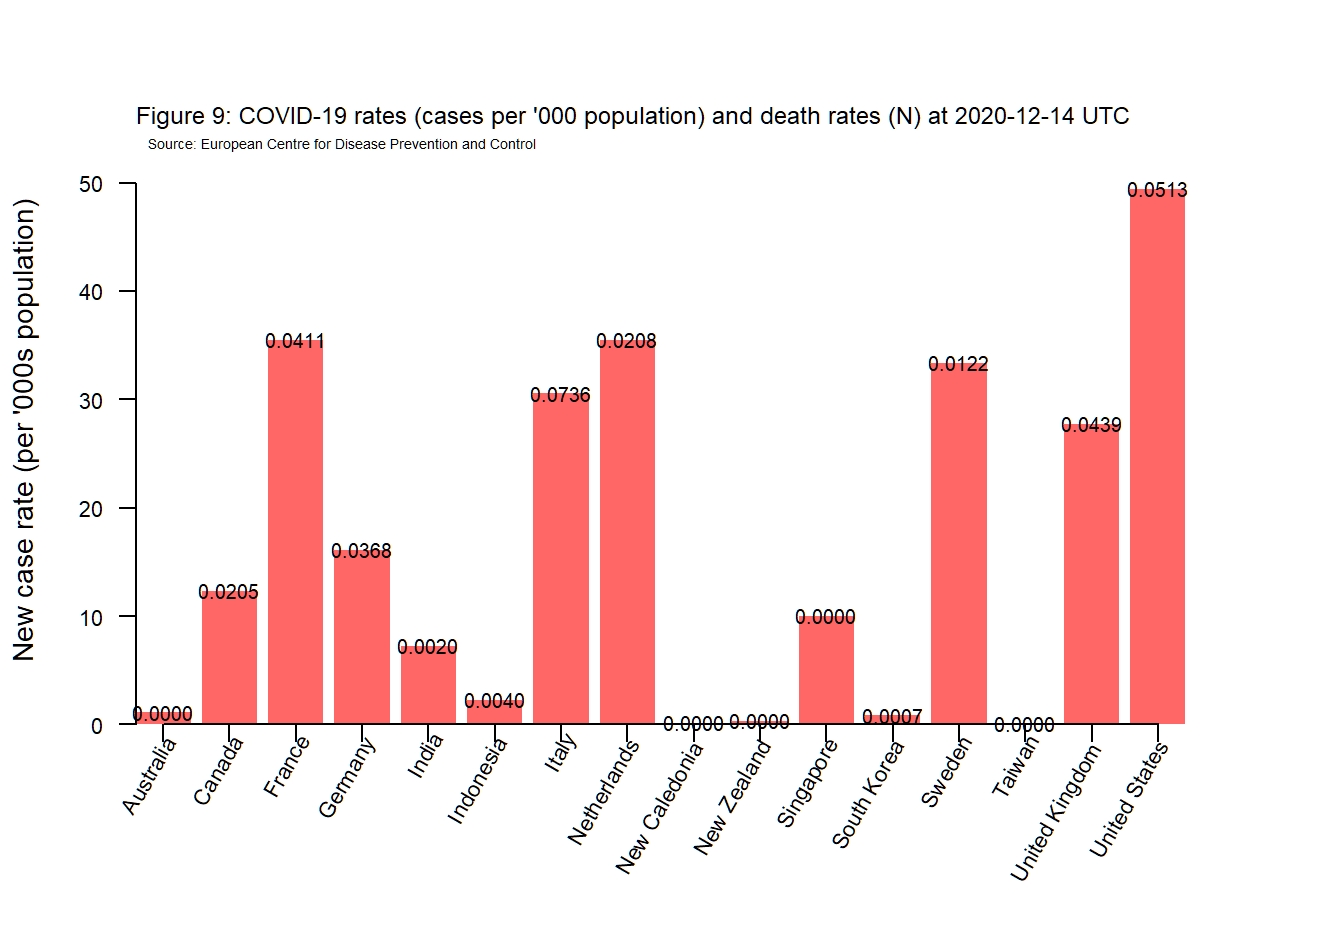 Figure 9: COVID-19 rates (cases per '000 population) and death rates (N) at 2020-12-14 UTC
Source: European Centre for Disease Prevention and Control
New case rate (per '000s population)
50
40
30
20
10
0
0.0000
0.0205
0.0411
0.0368
0.0020
0.0040
0.0736
0.0208
0.0000
0.0000
0.0000
0.0007
0.0122
0.0000
0.0439
0.0513
Australia
Canada
France
Germany
India
Indonesia
Italy
Netherlands
New Caledonia
New Zealand
Singapore
South Korea
Sweden
Taiwan
United Kingdom
United States